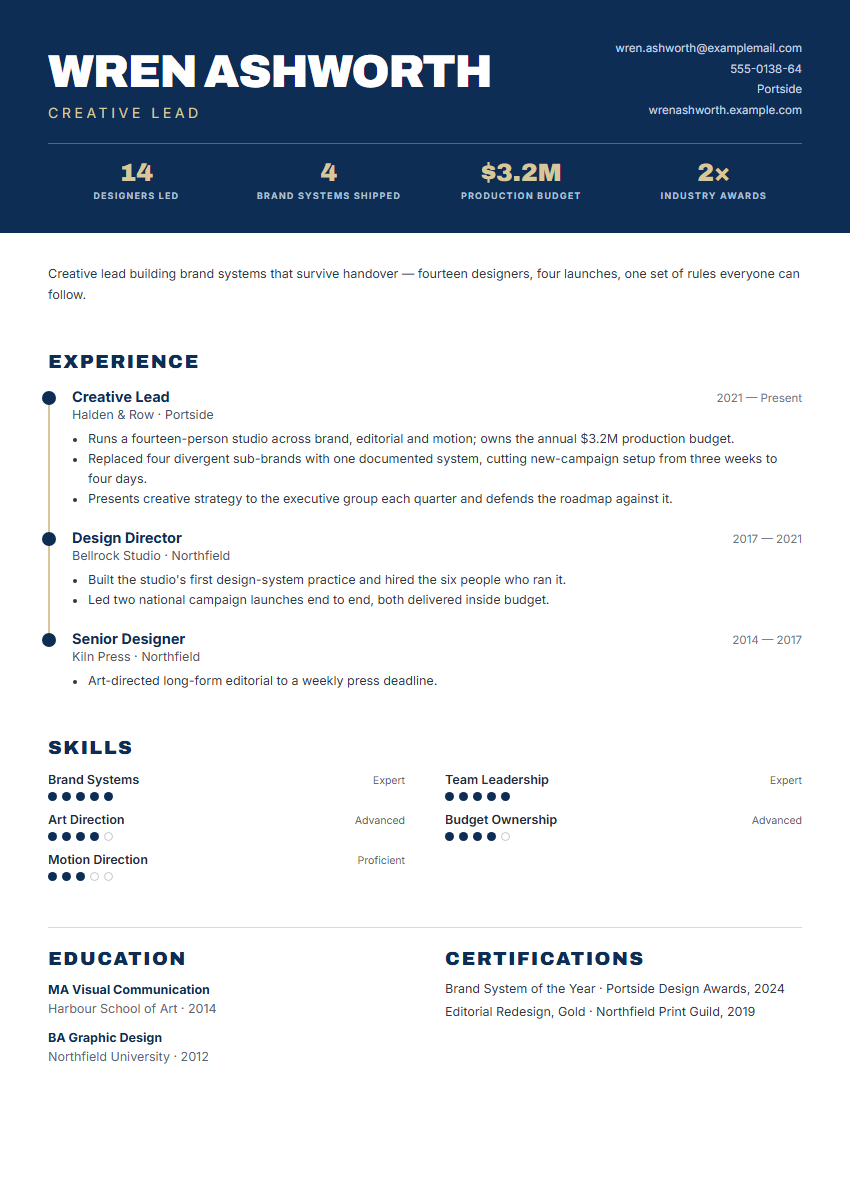 WREN ASHWORTH
CREATIVE LEAD
wren.ashworth@examplemail.com
555-0138-64
Portside
wrenashworth.example.com
14
DESIGNERS LED
4
BRAND SYSTEMS SHIPPED
$3.2M
PRODUCTION BUDGET
2×
INDUSTRY AWARDS
Creative lead building brand systems that survive handover — fourteen designers, four launches, one set of rules everyone can
follow.
EXPERIENCE
Creative Lead
2021 — Present
Halden & Row · Portside
• Runs a fourteen-person studio across brand, editorial and motion; owns the annual $3.2M production budget.
• Replaced four divergent sub-brands with one documented system, cutting new-campaign setup from three weeks to
four days.
• Presents creative strategy to the executive group each quarter and defends the roadmap against it.
Design Director
2017 — 2021
Bellrock Studio · Northfield
• Built the studio's first design-system practice and hired the six people who ran it.
• Led two national campaign launches end to end, both delivered inside budget.
Senior Designer
2014 — 2017
Kiln Press · Northfield
• Art-directed long-form editorial to a weekly press deadline.
SKILLS
Brand Systems
Expert
Team Leadership
Expert
Art Direction
Advanced
Budget Ownership
Advanced
Motion Direction
Proficient
EDUCATION
MA Visual Communication
Harbour School of Art · 2014
BA Graphic Design
Northfield University · 2012
CERTIFICATIONS
Brand System of the Year · Portside Design Awards, 2024
Editorial Redesign, Gold · Northfield Print Guild, 2019